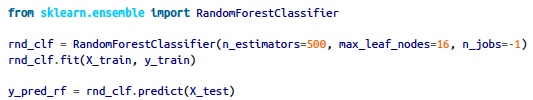 from sklearn.ensemble import RandomForestClassifier
rnd_clf = RandomForestClassifier(n_estimators=500, max_leaf_nodes=16, n_jobs=-1)
rnd_clf.fit(X_train, y_train)
y_pred_rf = rnd_clf.predict(X_test)